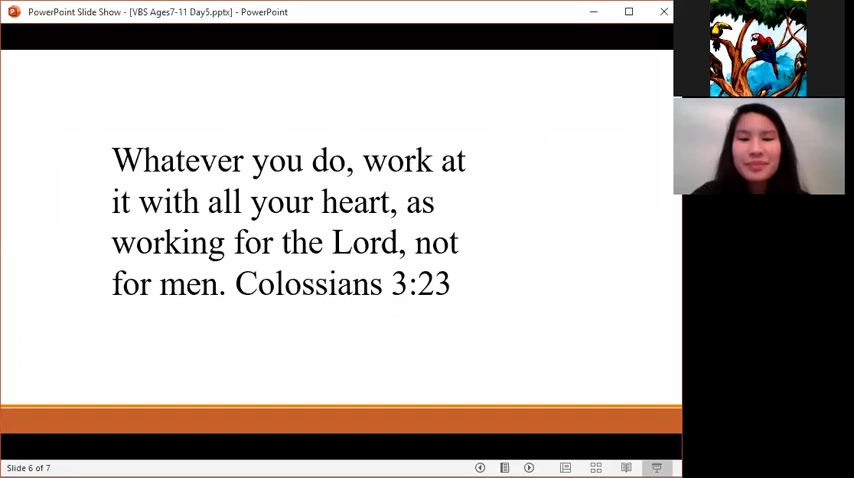 PowerPoint Slide Show - [VBS Ages7-11 Day5.pptx] - PowerPoint
Whatever you do, work at
it with all your heart, as
working for the Lord, not
for men. Colossians 3:23
Slide 6 of 7